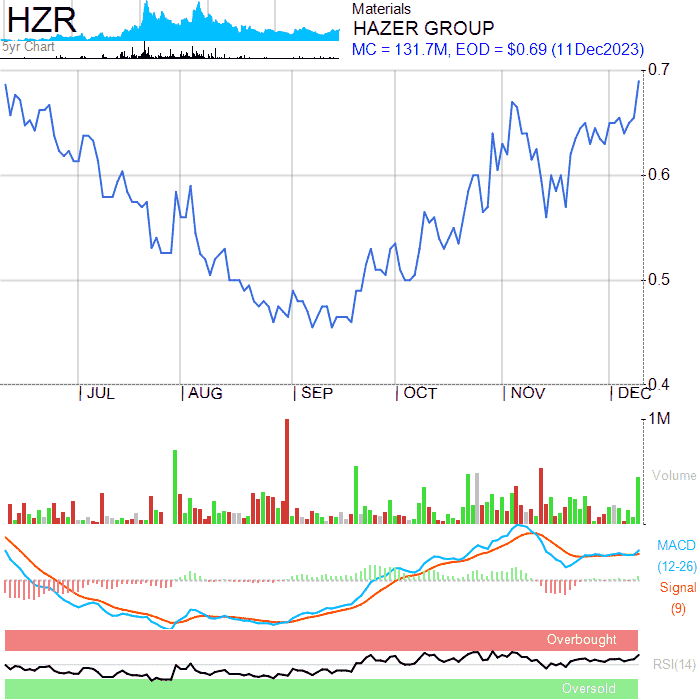 HZR
5yr Chart
Materials
HAZER GROUP
MC = 131.7M, EOD = $0.69 (11Dec2023)
0.7
0.6
0.5
0.4
JUL AUG SEP OCT NOV DEC
1M
Volume
MACD
(12-26)
Signal
(9)
Overbought
RSI(14)
Oversold